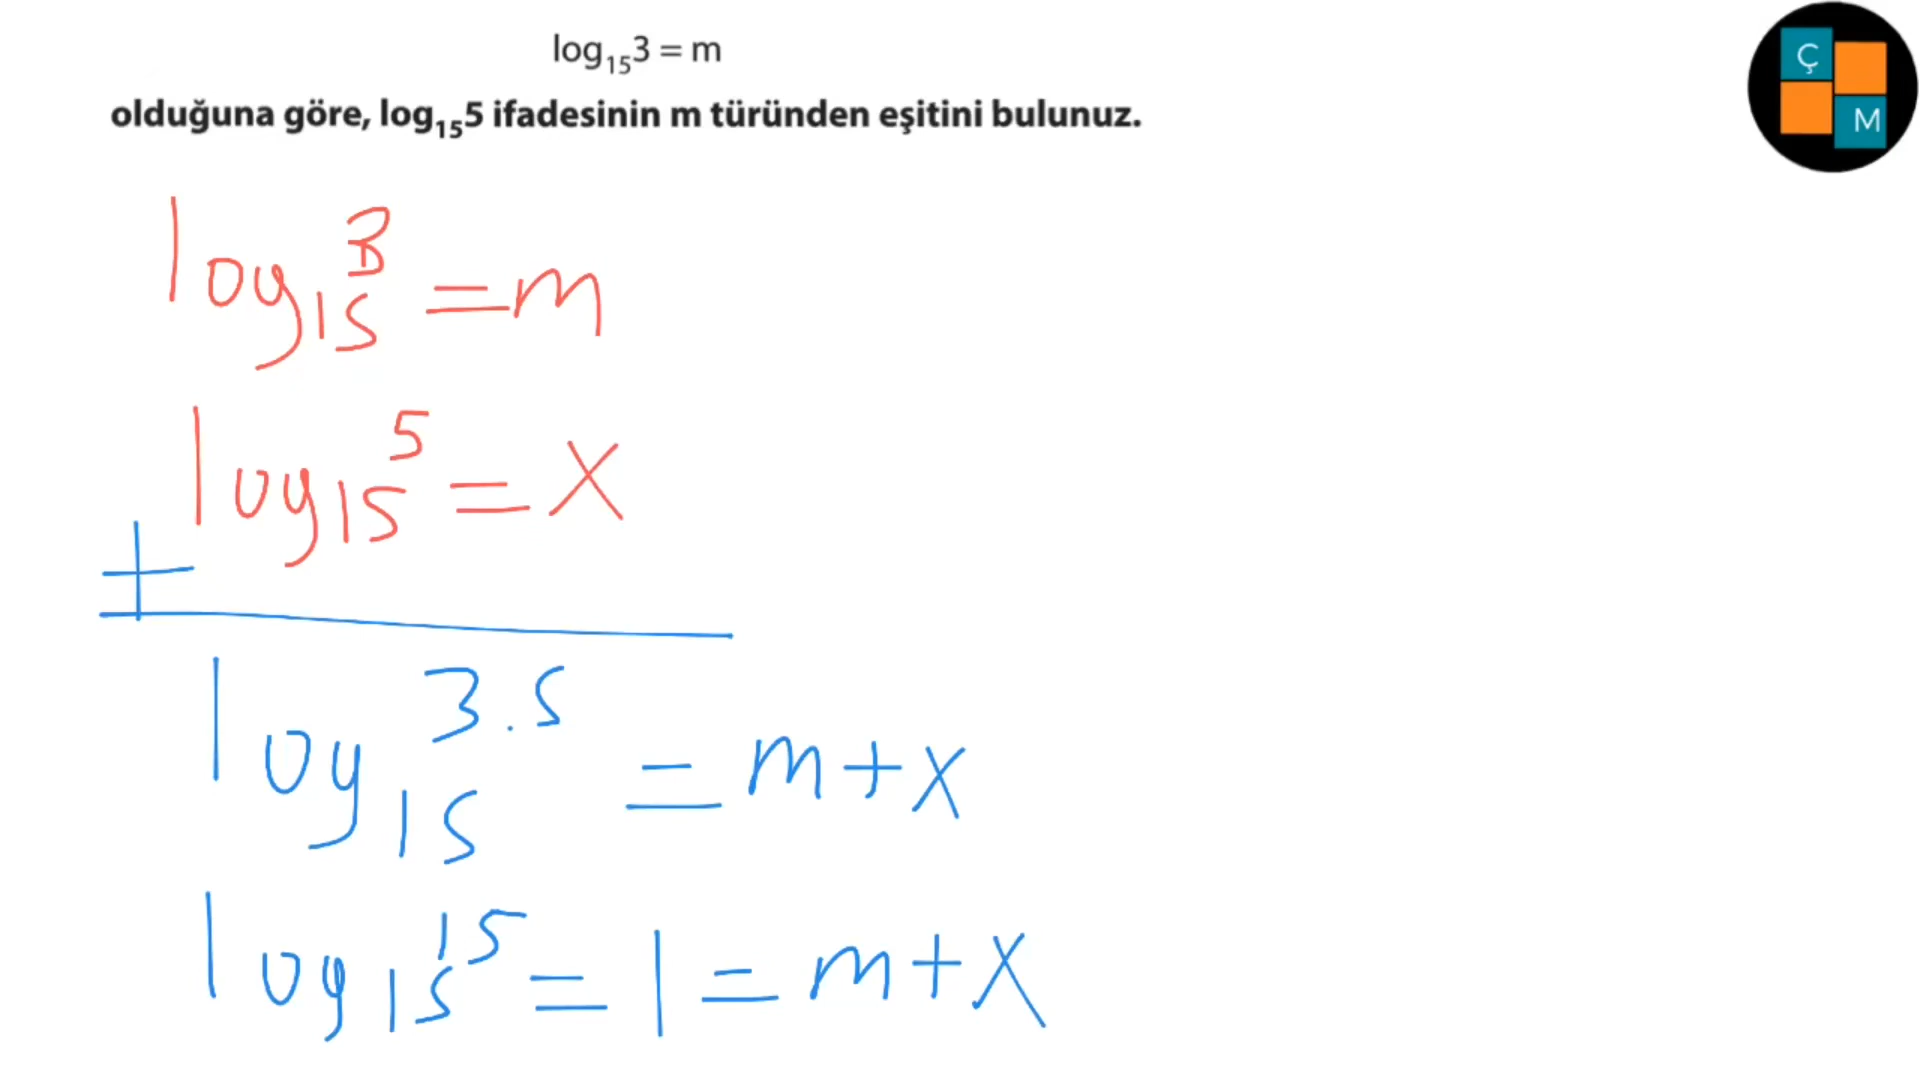 log₁₅3 = m
olduğuna göre, log₁₅5 ifadesinin m türünden eşitini bulunuz.
Ç
M
log₁₅3 = m
log₁₅5 = x
+
log₁₅3.5 = m+x
log₁₅15 = 1 = m+x